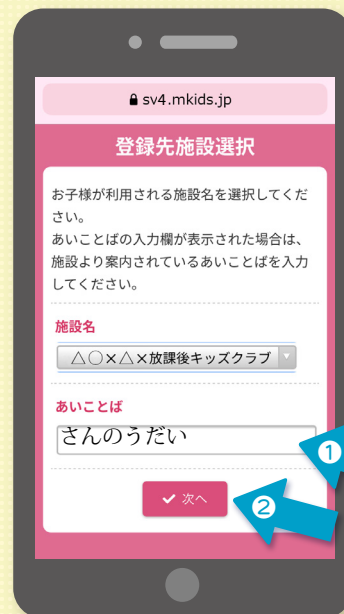 sv4.mkids.jp
登録先施設選択
お子様が利用される施設名を選択してくだ
さい。
あいことばの入力欄が表示された場合は、
施設より案内されているあいことばを入力
してください。
施設名
△○×△×放課後キッズクラブ
あいことば
さんのうだい
1
✔ 次へ
2